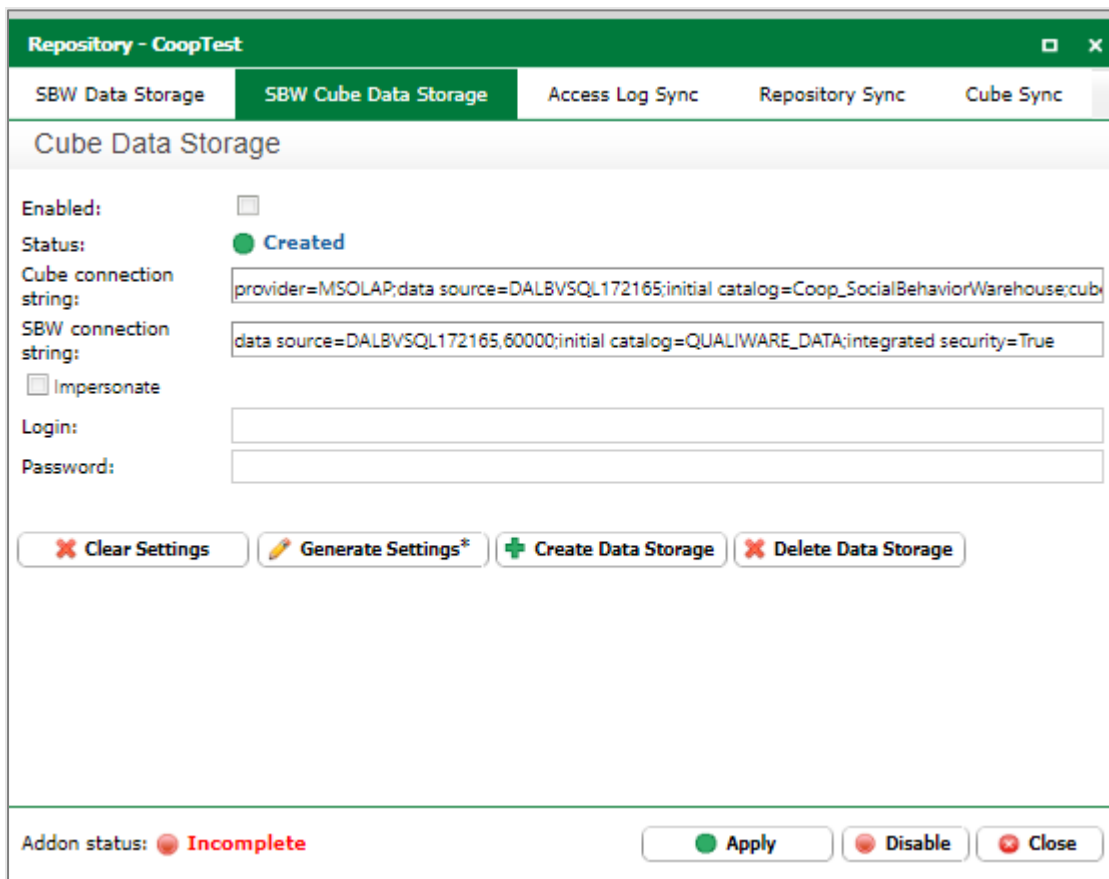 Repository - CoopTest
SBW Data Storage SBW Cube Data Storage Access Log Sync Repository Sync Cube Sync
Cube Data Storage
Enabled:
Status: Created
Cube connection
string:
provider=MSOLAP;data source=DALBVSQL172165;initial catalog=Coop_SocialBehaviorWarehouse;cube
SBW connection
string:
data source=DALBVSQL172165,60000;initial catalog=QUALIWARE_DATA;integrated security=True
Impersonate
Login:
Password:
Clear Settings Generate Settings* Create Data Storage Delete Data Storage
Addon status: Incomplete Apply Disable Close